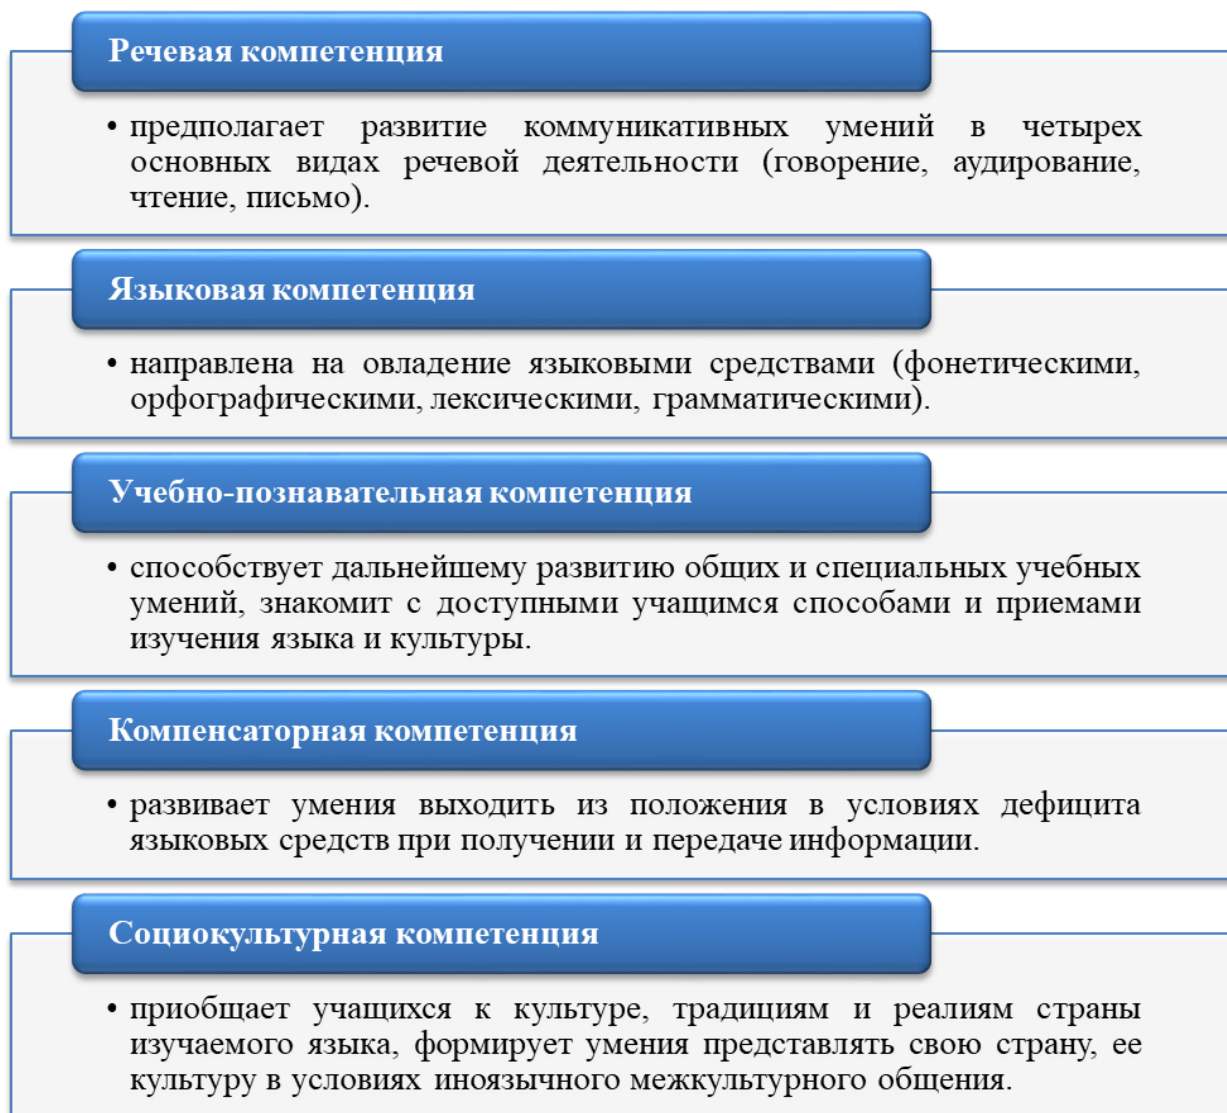 Речевая компетенция
• предполагает развитие коммуникативных умений в четырех
основных видах речевой деятельности (говорение, аудирование,
чтение, письмо).
Языковая компетенция
• направлена на овладение языковыми средствами (фонетическими,
орфографическими, лексическими, грамматическими).
Учебно-познавательная компетенция
• способствует дальнейшему развитию общих и специальных учебных
умений, знакомит с доступными учащимся способами и приемами
изучения языка и культуры.
Компенсаторная компетенция
• развивает умения выходить из положения в условиях дефицита
языковых средств при получении и передаче информации.
Социокультурная компетенция
• приобщает учащихся к культуре, традициям и реалиям страны
изучаемого языка, формирует умения представлять свою страну, ее
культуру в условиях иноязычного межкультурного общения.